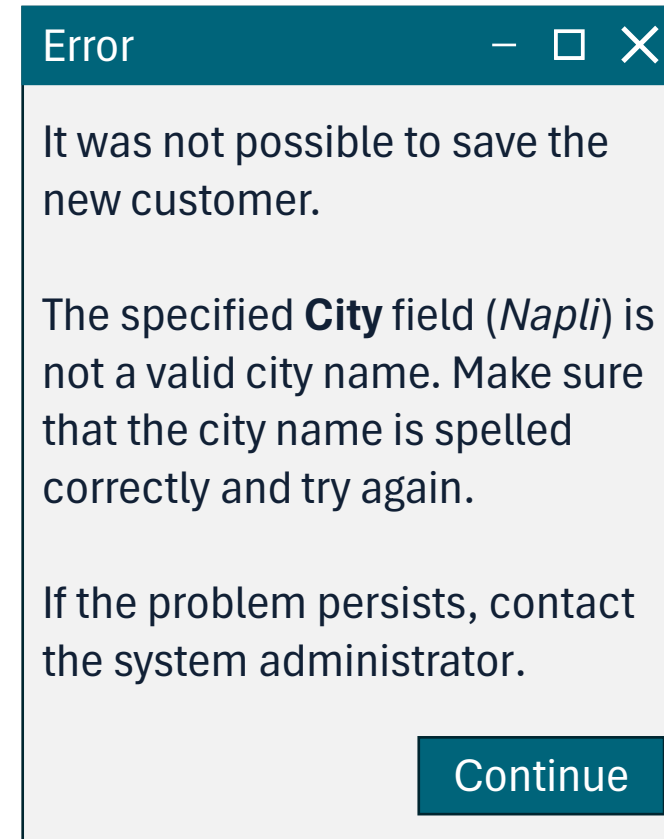 Error
It was not possible to save the
new customer.
The specified City field (Napli) is
not a valid city name. Make sure
that the city name is spelled
correctly and try again.
If the problem persists, contact
the system administrator.
Continue